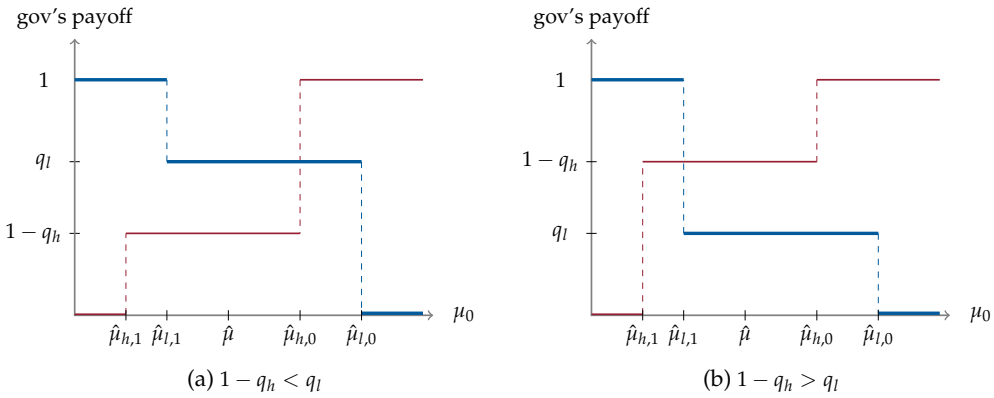 gov's payoff
1
q_l
1 − q_h
μ̂_{h,1} μ̂_{l,1} μ̂ μ̂_{h,0} μ̂_{l,0}
μ_0
(a) 1 − q_h < q_l
gov's payoff
1
1 − q_h
q_l
μ̂_{h,1} μ̂_{l,1} μ̂ μ̂_{h,0} μ̂_{l,0}
μ_0
(b) 1 − q_h > q_l